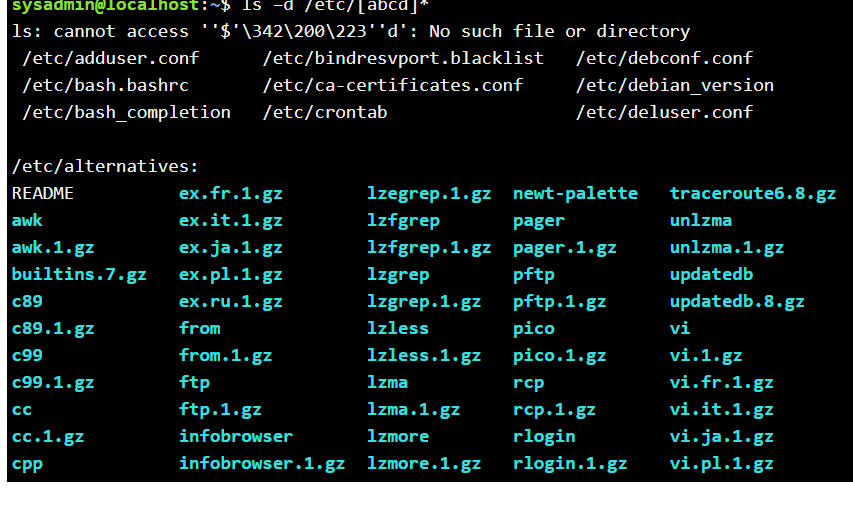 sysadmin@localhost:~$ ls –d /etc/[abcd]*
ls: cannot access ''$'\342\200\223''d': No such file or directory
/etc/adduser.conf /etc/bindresvport.blacklist /etc/debconf.conf
/etc/bash.bashrc /etc/ca-certificates.conf /etc/debian_version
/etc/bash_completion /etc/crontab /etc/deluser.conf
/etc/alternatives:
README ex.fr.1.gz lzegrep.1.gz newt-palette traceroute6.8.gz
awk ex.it.1.gz lzfgrep pager unlzma
awk.1.gz ex.ja.1.gz lzfgrep.1.gz pager.1.gz unlzma.1.gz
builtins.7.gz ex.pl.1.gz lzgrep pftp updatedb
c89 ex.ru.1.gz lzgrep.1.gz pftp.1.gz updatedb.8.gz
c89.1.gz from lzless pico vi
c99 from.1.gz lzless.1.gz pico.1.gz vi.1.gz
c99.1.gz ftp lzma rcp vi.fr.1.gz
cc ftp.1.gz lzma.1.gz rcp.1.gz vi.it.1.gz
cc.1.gz infobrowser lzmore rlogin vi.ja.1.gz
cpp infobrowser.1.gz lzmore.1.gz rlogin.1.gz vi.pl.1.gz